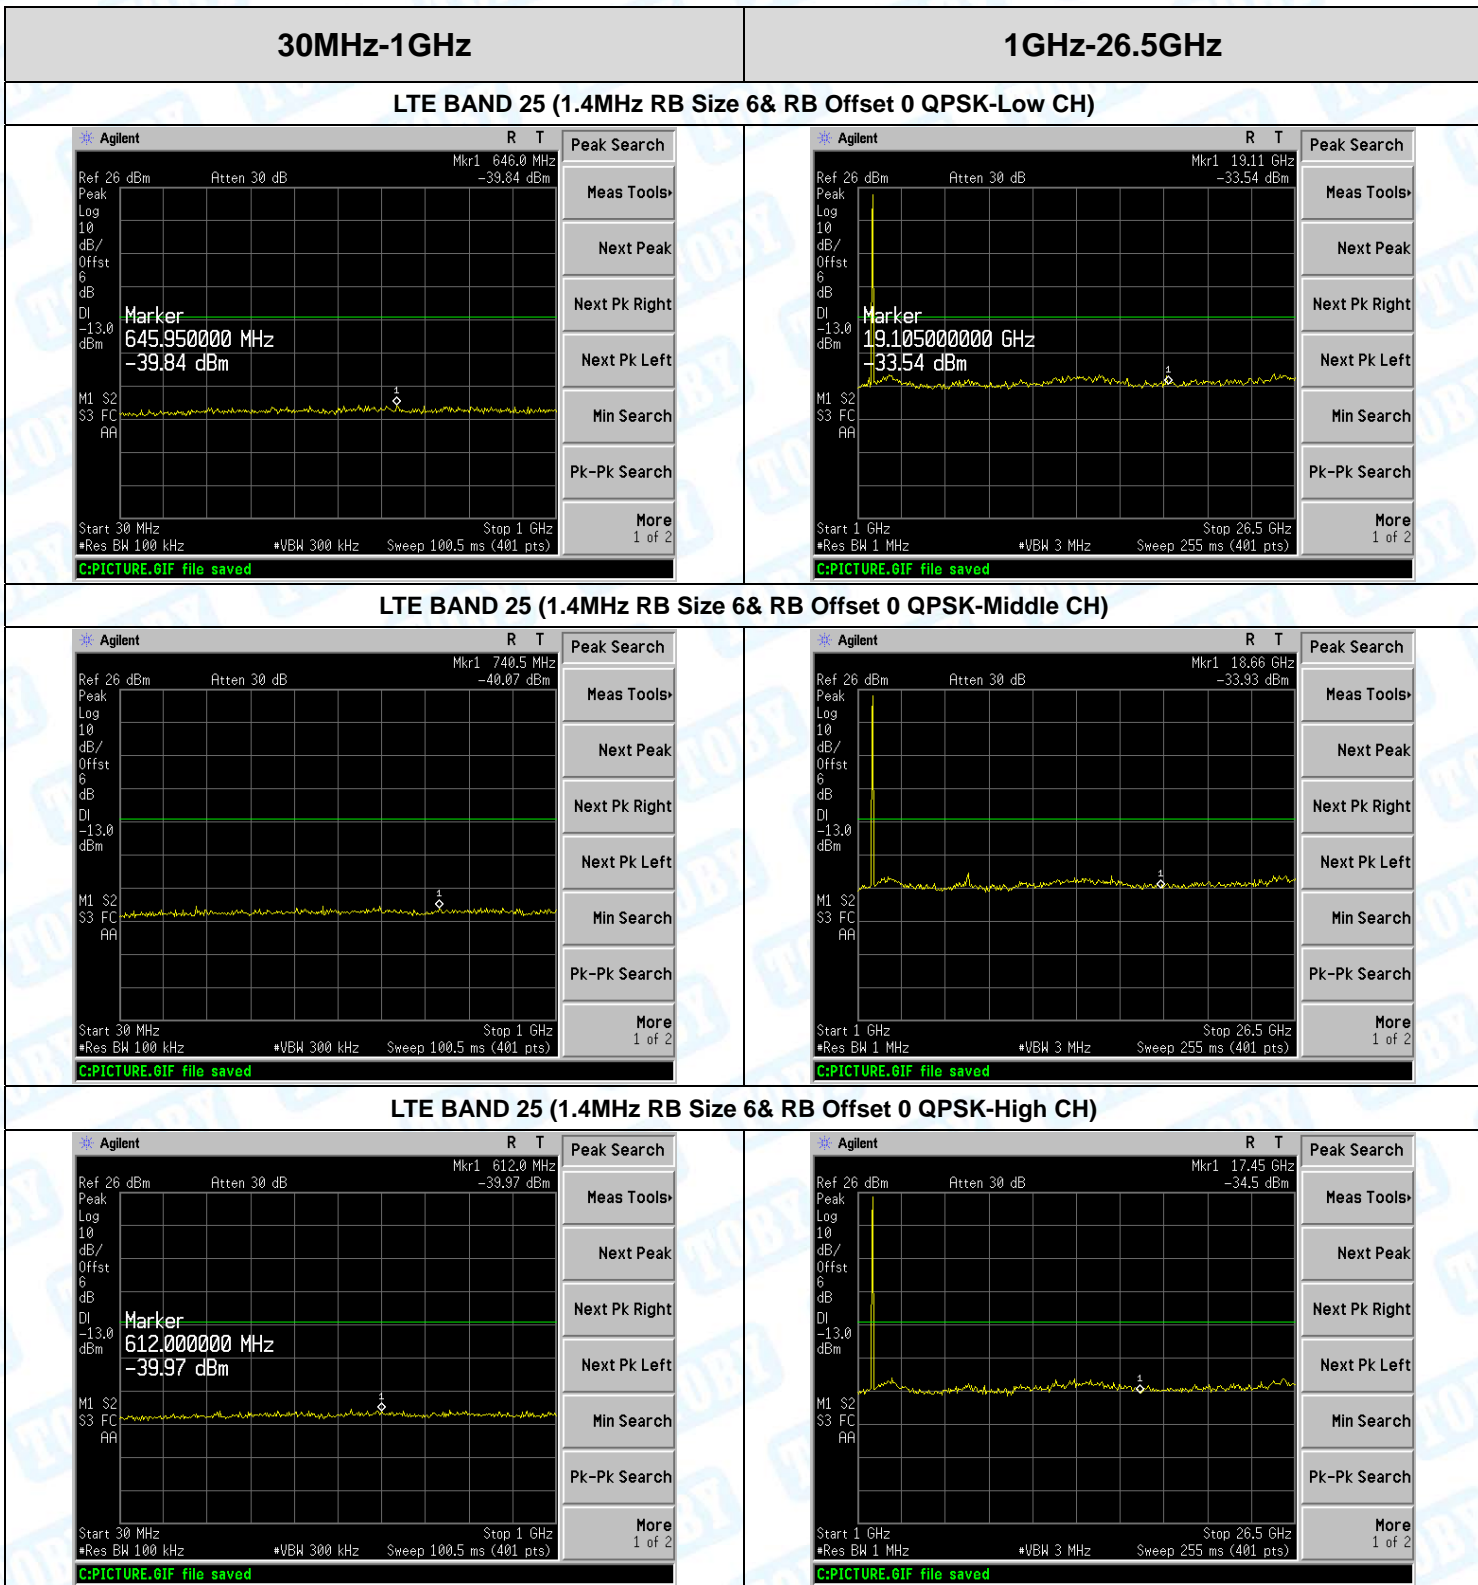 30MHz-1GHz
1GHz-26.5GHz
LTE BAND 25 (1.4MHz RB Size 6& RB Offset 0 QPSK-Low CH)
Agilent
R T
Peak Search
Mkr1 646.0 MHz
Ref 26 dBm Atten 30 dB -39.84 dBm
Peak
Log
10
dB/
Offst
6
dB
DI
-13.0
dBm
Marker
645.950000 MHz
-39.84 dBm
1
M1 S2
S3 FC
AA
Start 30 MHz Stop 1 GHz
#Res BW 100 kHz #VBW 300 kHz Sweep 100.5 ms (401 pts)
C:PICTURE.GIF file saved
Meas Tools
Next Peak
Next Pk Right
Next Pk Left
Min Search
Pk-Pk Search
More
1 of 2
Agilent
R T
Peak Search
Mkr1 19.11 GHz
Ref 26 dBm Atten 30 dB -33.54 dBm
Peak
Log
10
dB/
Offst
6
dB
DI
-13.0
dBm
Marker
19.105000000 GHz
-33.54 dBm
1
M1 S2
S3 FC
AA
Start 1 GHz Stop 26.5 GHz
#Res BW 1 MHz #VBW 3 MHz Sweep 255 ms (401 pts)
C:PICTURE.GIF file saved
Meas Tools
Next Peak
Next Pk Right
Next Pk Left
Min Search
Pk-Pk Search
More
1 of 2
LTE BAND 25 (1.4MHz RB Size 6& RB Offset 0 QPSK-Middle CH)
Agilent
R T
Peak Search
Mkr1 740.5 MHz
Ref 26 dBm Atten 30 dB -40.07 dBm
Peak
Log
10
dB/
Offst
6
dB
DI
-13.0
dBm
1
M1 S2
S3 FC
AA
Start 30 MHz Stop 1 GHz
#Res BW 100 kHz #VBW 300 kHz Sweep 100.5 ms (401 pts)
C:PICTURE.GIF file saved
Meas Tools
Next Peak
Next Pk Right
Next Pk Left
Min Search
Pk-Pk Search
More
1 of 2
Agilent
R T
Peak Search
Mkr1 18.66 GHz
Ref 26 dBm Atten 30 dB -33.93 dBm
Peak
Log
10
dB/
Offst
6
dB
DI
-13.0
dBm
1
M1 S2
S3 FC
AA
Start 1 GHz Stop 26.5 GHz
#Res BW 1 MHz #VBW 3 MHz Sweep 255 ms (401 pts)
C:PICTURE.GIF file saved
Meas Tools
Next Peak
Next Pk Right
Next Pk Left
Min Search
Pk-Pk Search
More
1 of 2
LTE BAND 25 (1.4MHz RB Size 6& RB Offset 0 QPSK-High CH)
Agilent
R T
Peak Search
Mkr1 612.0 MHz
Ref 26 dBm Atten 30 dB -39.97 dBm
Peak
Log
10
dB/
Offst
6
dB
DI
-13.0
dBm
Marker
612.000000 MHz
-39.97 dBm
1
M1 S2
S3 FC
AA
Start 30 MHz Stop 1 GHz
#Res BW 100 kHz #VBW 300 kHz Sweep 100.5 ms (401 pts)
C:PICTURE.GIF file saved
Meas Tools
Next Peak
Next Pk Right
Next Pk Left
Min Search
Pk-Pk Search
More
1 of 2
Agilent
R T
Peak Search
Mkr1 17.45 GHz
Ref 26 dBm Atten 30 dB -34.5 dBm
Peak
Log
10
dB/
Offst
6
dB
DI
-13.0
dBm
1
M1 S2
S3 FC
AA
Start 1 GHz Stop 26.5 GHz
#Res BW 1 MHz #VBW 3 MHz Sweep 255 ms (401 pts)
C:PICTURE.GIF file saved
Meas Tools
Next Peak
Next Pk Right
Next Pk Left
Min Search
Pk-Pk Search
More
1 of 2
TOBY